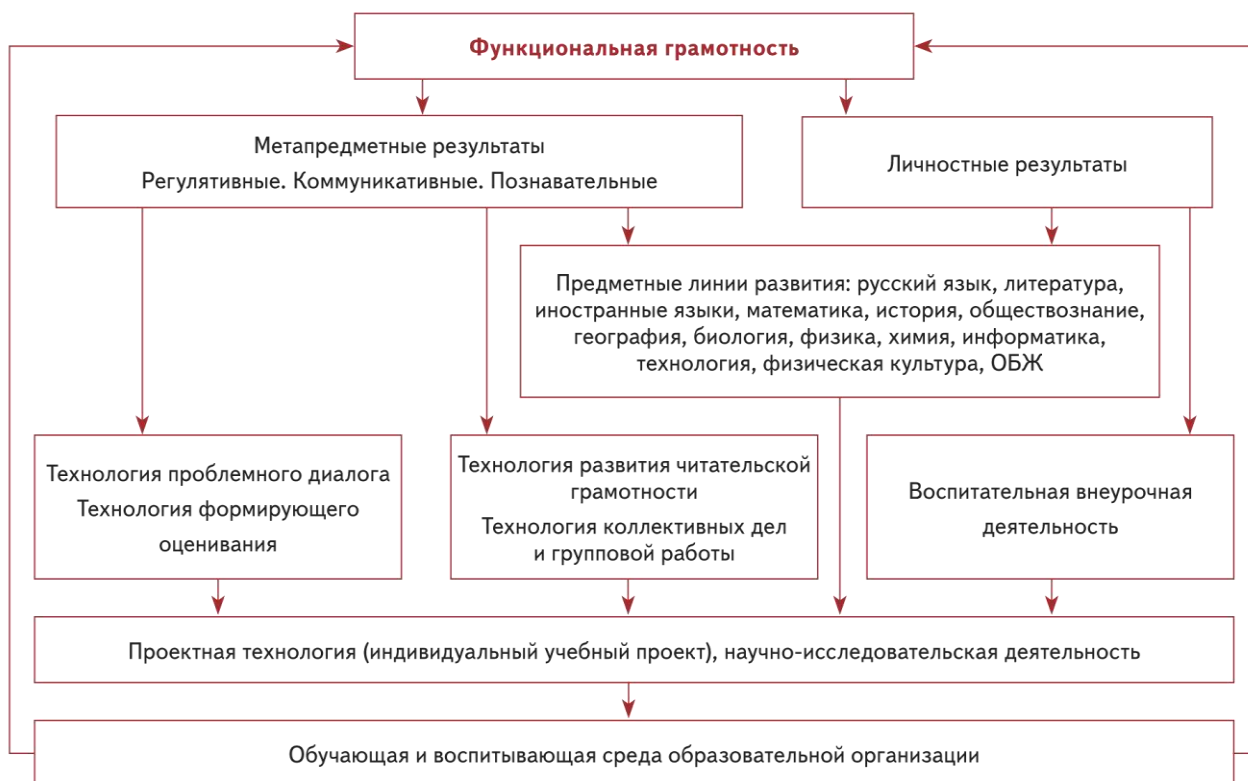 Функциональная грамотность
Метапредметные результаты
Регулятивные. Коммуникативные. Познавательные
Личностные результаты
Предметные линии развития: русский язык, литература,
иностранные языки, математика, история, обществознание,
география, биология, физика, химия, информатика,
технология, физическая культура, ОБЖ
Технология проблемного диалога
Технология формирующего
оценивания
Технология развития читательской
грамотности
Технология коллективных дел
и групповой работы
Воспитательная внеурочная
деятельность
Проектная технология (индивидуальный учебный проект), научно-исследовательская деятельность
Обучающая и воспитывающая среда образовательной организации